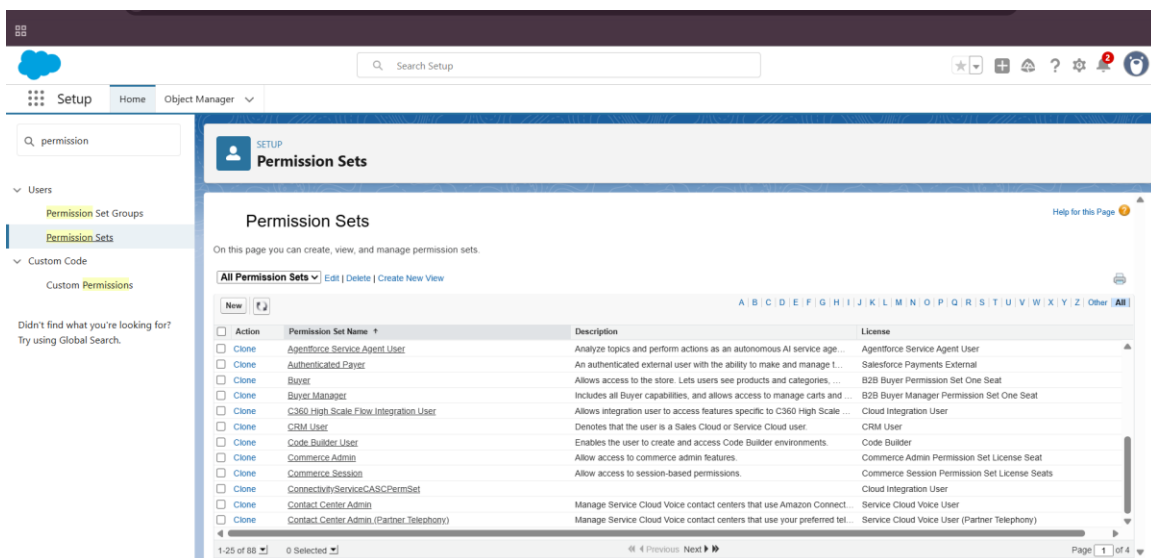 Search Setup
2
Setup
Home
Object Manager
permission
Users
Permission Set Groups
Permission Sets
Custom Code
Custom Permissions
Didn't find what you're looking for?
Try using Global Search.
SETUP
Permission Sets
Permission Sets
Help for this Page
On this page you can create, view, and manage permission sets.
All Permission Sets Edit | Delete | Create New View
New
A | B | C | D | E | F | G | H | I | J | K | L | M | N | O | P | Q | R | S | T | U | V | W | X | Y | Z | Other | All
Action Permission Set Name Description License
Clone Agentforce Service Agent User Analyze topics and perform actions as an autonomous AI service age... Agentforce Service Agent User
Clone Authenticated Payer An authenticated external user with the ability to make and manage t... Salesforce Payments External
Clone Buyer Allows access to the store. Lets users see products and categories, ... B2B Buyer Permission Set One Seat
Clone Buyer Manager Includes all Buyer capabilities, and allows access to manage carts and ... B2B Buyer Manager Permission Set One Seat
Clone C360 High Scale Flow Integration User Allows integration user to access features specific to C360 High Scale ... Cloud Integration User
Clone CRM User Denotes that the user is a Sales Cloud or Service Cloud user. CRM User
Clone Code Builder User Enables the user to create and access Code Builder environments. Code Builder
Clone Commerce Admin Allow access to commerce admin features. Commerce Admin Permission Set License Seat
Clone Commerce Session Allow access to session-based permissions. Commerce Session Permission Set License Seats
Clone ConnectivityServiceCASCPermSet Cloud Integration User
Clone Contact Center Admin Manage Service Cloud Voice contact centers that use Amazon Connect... Service Cloud Voice User
Clone Contact Center Admin (Partner Telephony) Manage Service Cloud Voice contact centers that use your preferred tel... Service Cloud Voice User (Partner Telephony)
1-25 of 88 0 Selected Previous Next Page 1 of 4